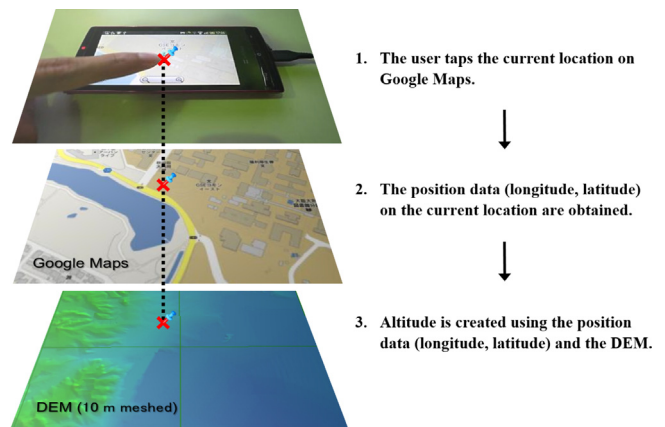 1. The user taps the current location on
Google Maps.
2. The position data (longitude, latitude)
on the current location are obtained.
Google Maps
3. Altitude is created using the position
data (longitude, latitude) and the DEM.
DEM (10 m meshed)